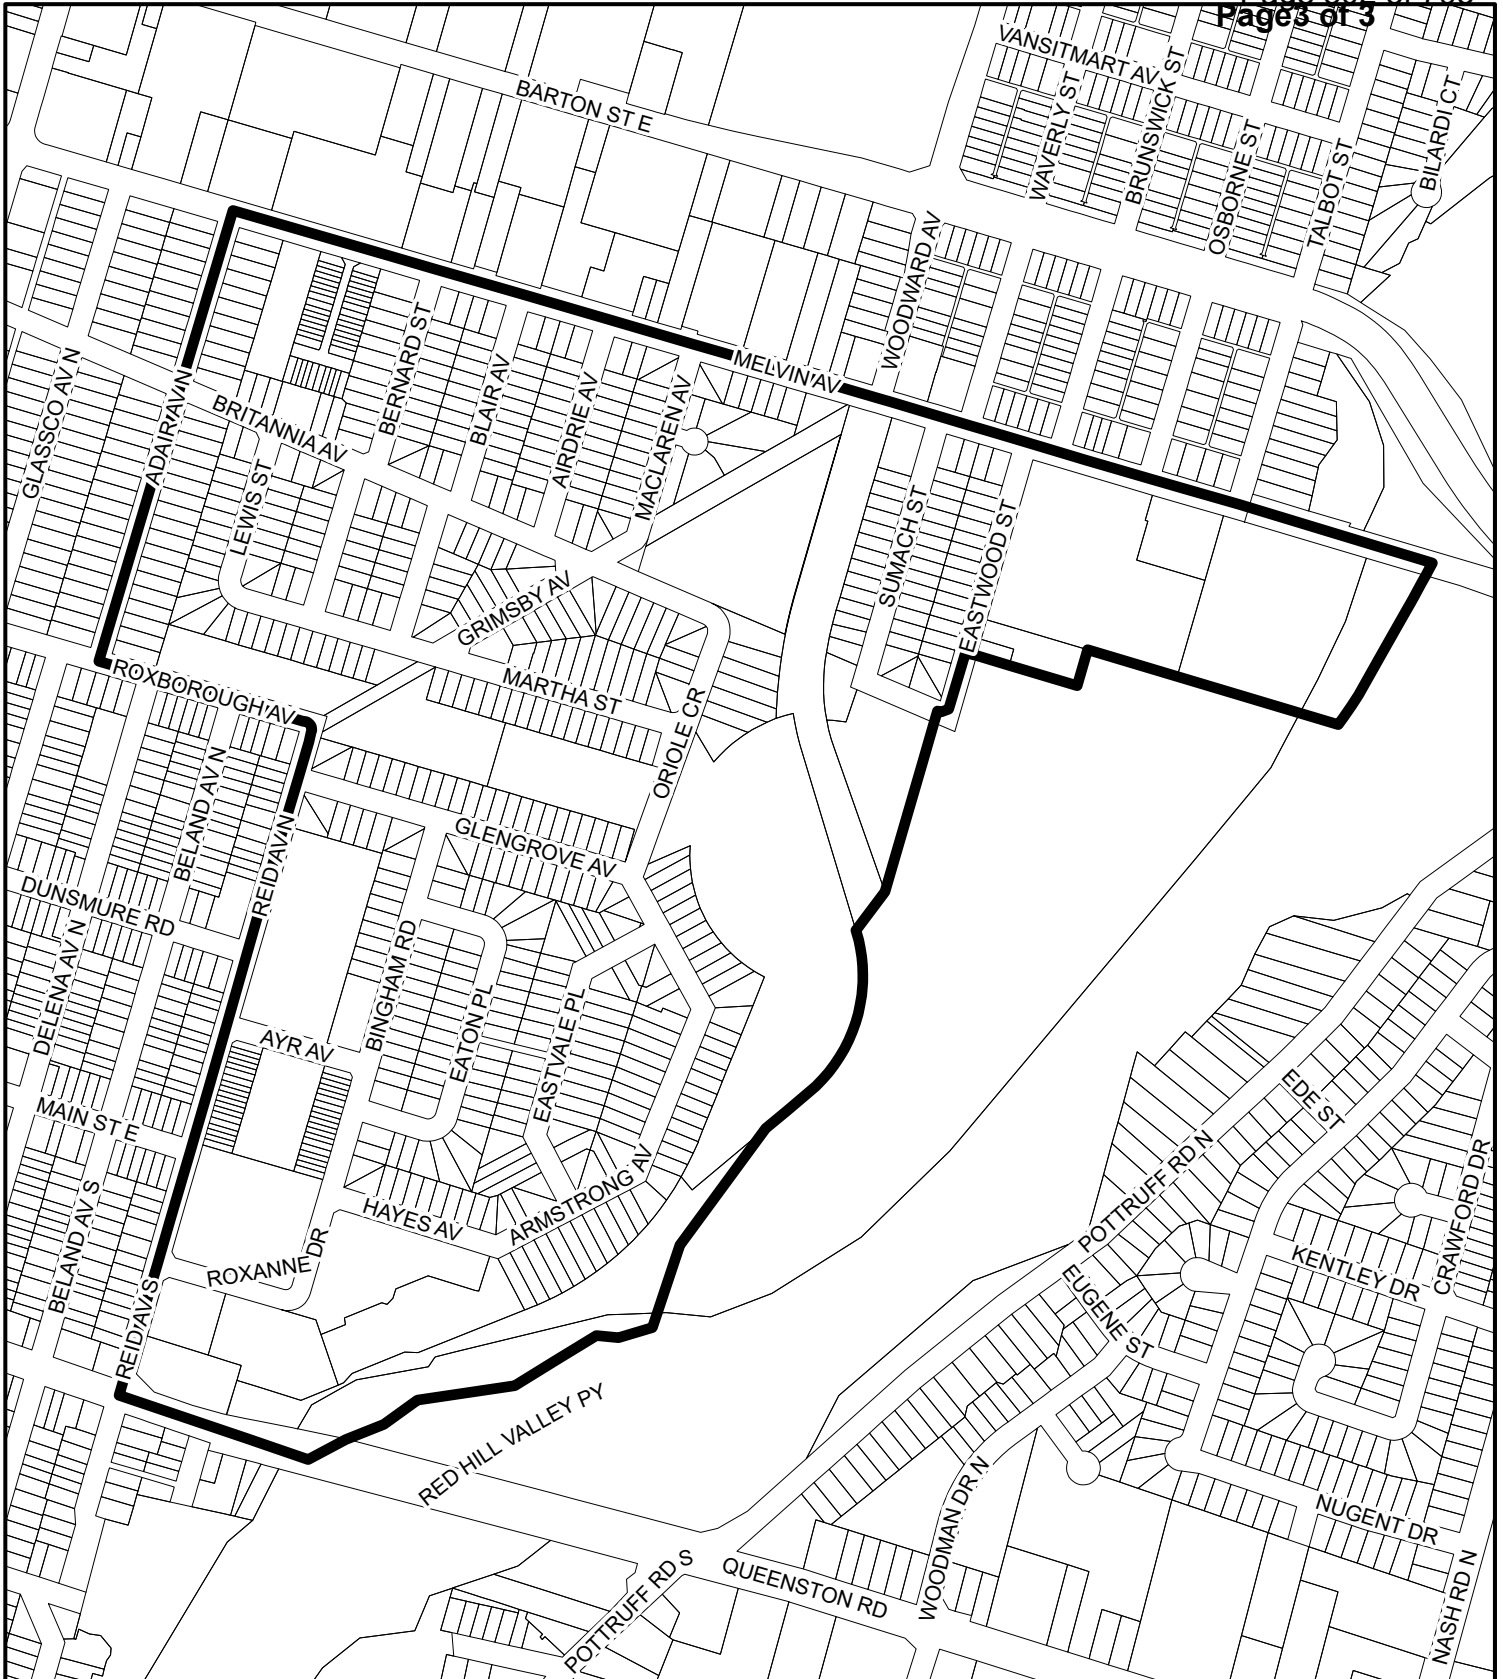 Page3 of 3
VANSITMART AV
BARTON ST E
WAVERLY ST
BRUNSWICK ST
BILARDI CT
OSBORNE ST
TALBOT ST
WOODWARD AV
MELVIN AV
GLASSCO AV N
ADAIR AV N
BRITANNIA AV
BERNARD ST
BLAIR AV
AIRDRIE AV
MACLAREN AV
LEWIS ST
SUMACH ST
EASTWOOD ST
GRIMSBY AV
ROXBOROUGH AV
MARTHA ST
ORIOLE CR
BELAND AV N
REID AV N
GLENGROVE AV
DUNSMURE RD
DELENA AV N
BINGHAM RD
EATON PL
EASTVALE PL
AYR AV
MAIN ST E
EDE ST
POTTRUFF RD N
CRAWFORD DR
BELAND AV S
HAYES AV
ARMSTRONG AV
ROXANNE DR
KENTLEY DR
EUGENE ST
REID AV S
RED HILL VALLEY PY
WOODMAN DR N
NUGENT DR
POTTRUFF RD S
QUEENSTON RD
NASH RD N